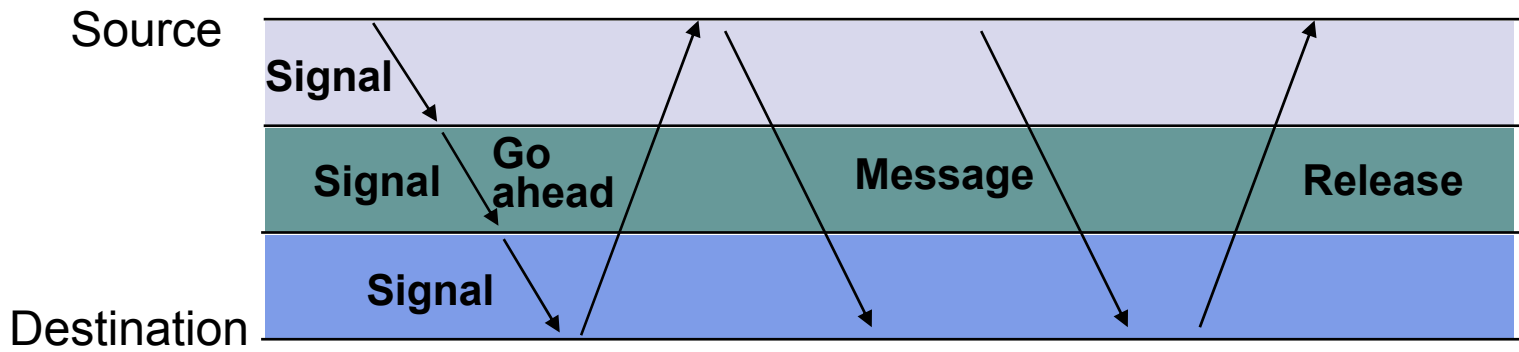 Source
Signal
Go
ahead
Signal
Message
Release
Signal
Destination